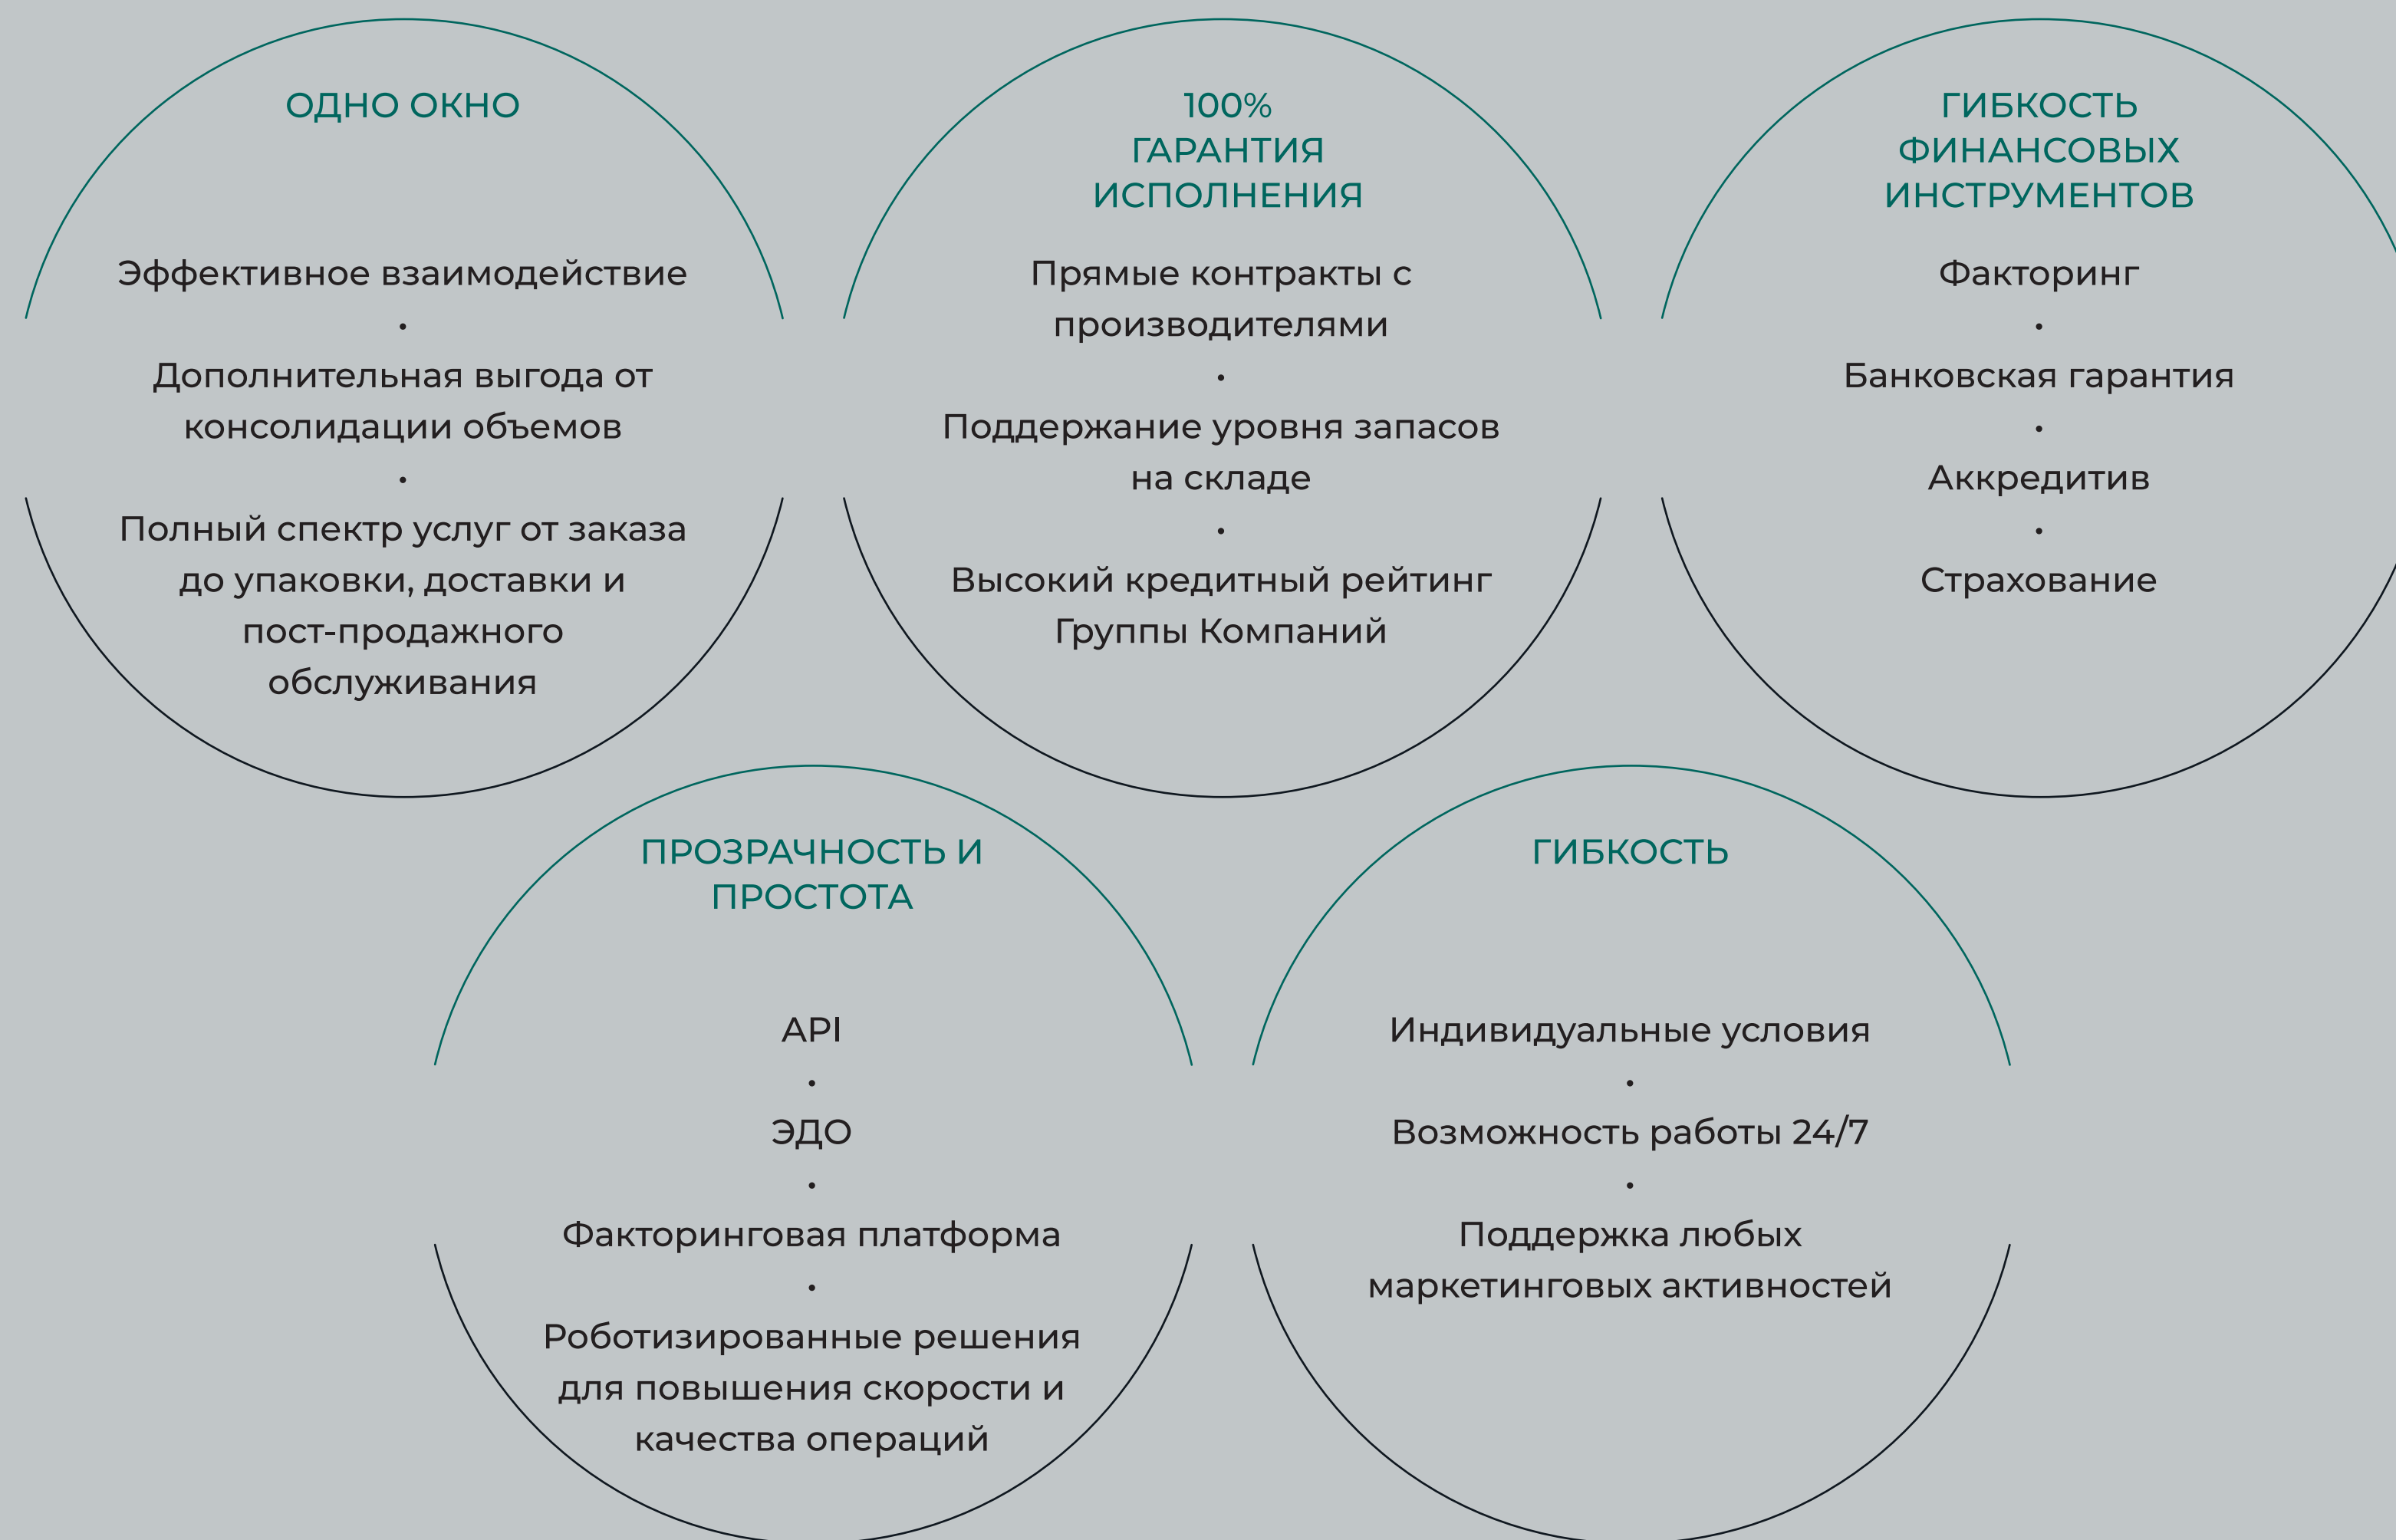 ОДНО ОКНО
Эффективное взаимодействие
•
Дополнительная выгода от
консолидации объемов
•
Полный спектр услуг от заказа
до упаковки, доставки и
пост-продажного
обслуживания
100%
ГАРАНТИЯ
ИСПОЛНЕНИЯ
Прямые контракты с
производителями
•
Поддержание уровня запасов
на складе
•
Высокий кредитный рейтинг
Группы Компаний
ГИБКОСТЬ
ФИНАНСОВЫХ
ИНСТРУМЕНТОВ
Факторинг
•
Банковская гарантия
•
Аккредитив
•
Страхование
ПРОЗРАЧНОСТЬ И
ПРОСТОТА
API
•
ЭДО
•
Факторинговая платформа
•
Роботизированные решения
для повышения скорости и
качества операций
ГИБКОСТЬ
Индивидуальные условия
•
Возможность работы 24/7
•
Поддержка любых
маркетинговых активностей